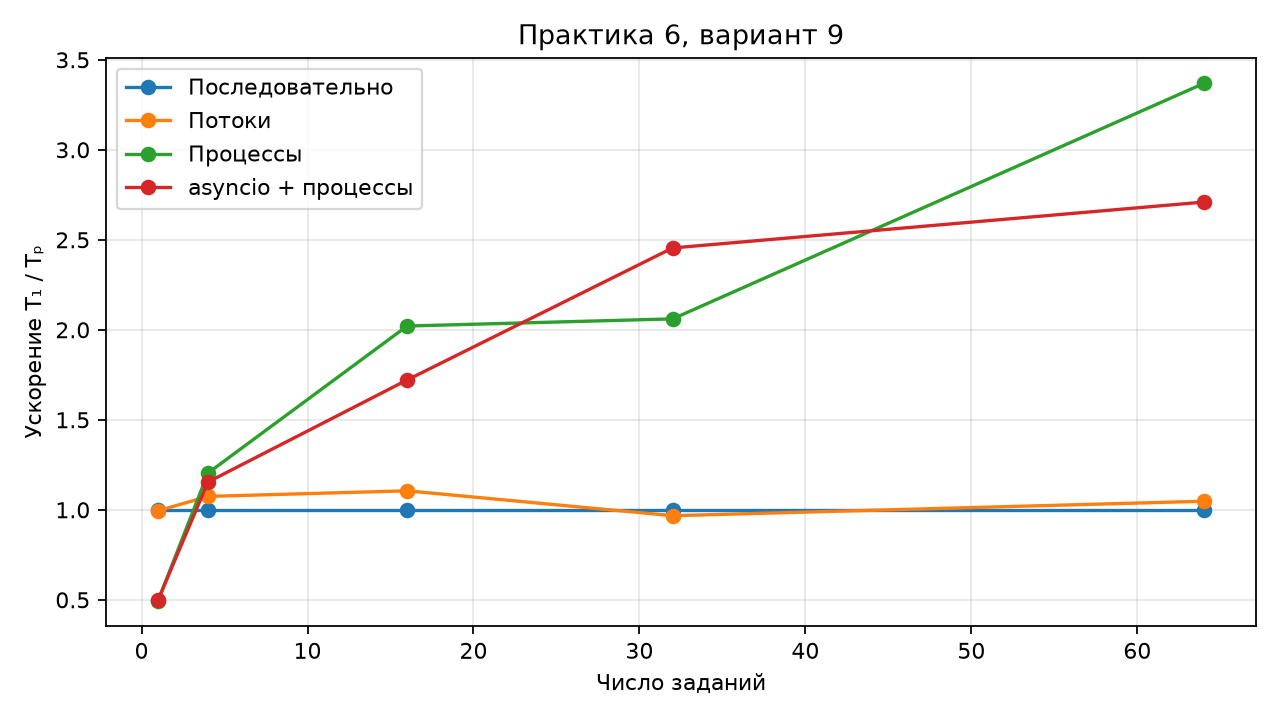 Практика 6, вариант 9
Последовательно
Потоки
Процессы
asyncio + процессы
Ускорение T₁ / Tₚ
3.5
3.0
2.5
2.0
1.5
1.0
0.5
0 10 20 30 40 50 60
Число заданий